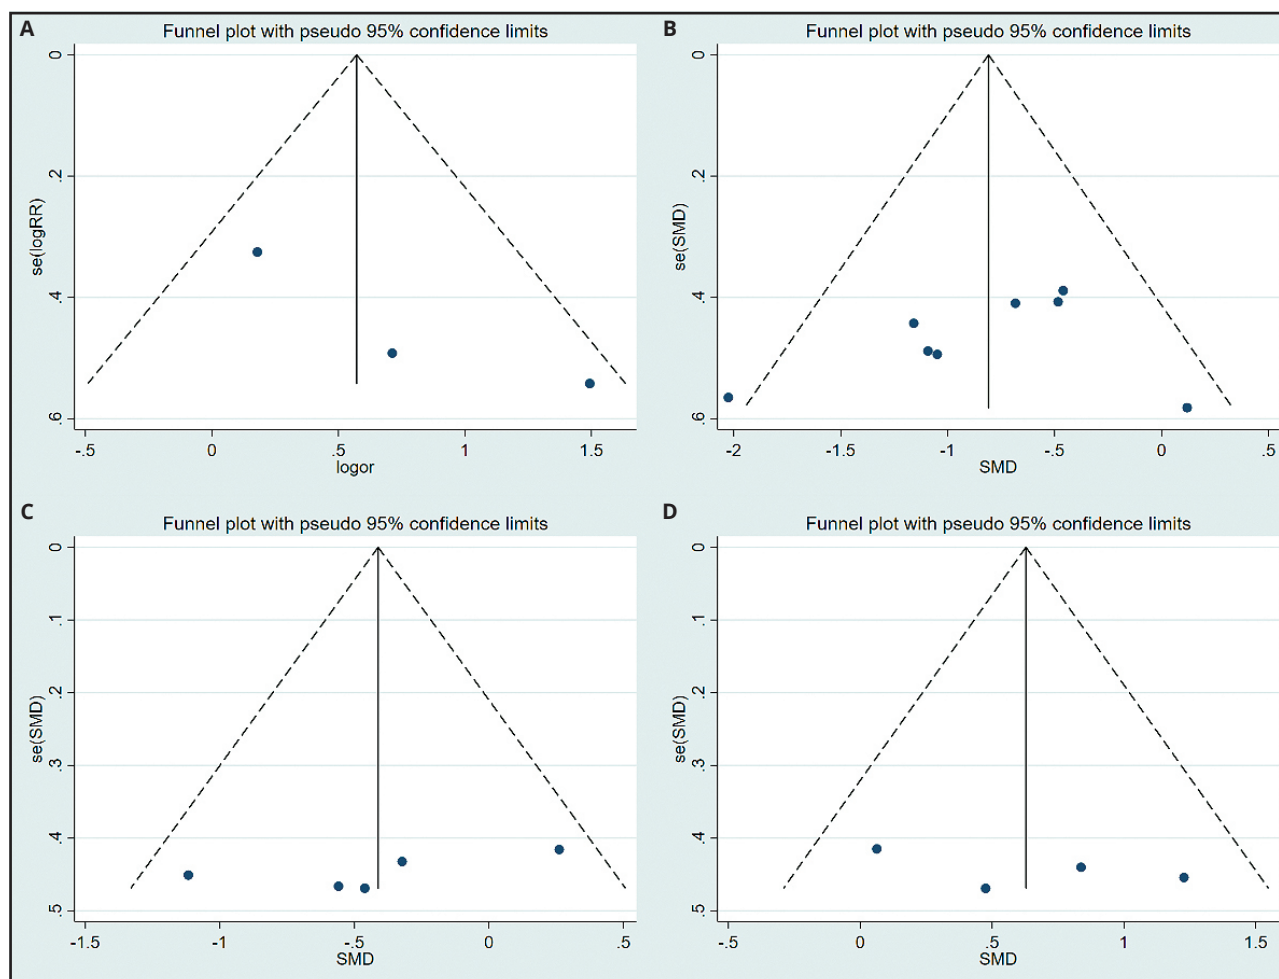 A
Funnel plot with pseudo 95% confidence limits
0
.2
.4
.6
se(logRR)
-.5
0
.5
1
1.5
logor
B
Funnel plot with pseudo 95% confidence limits
0
.2
.4
.6
se(SMD)
-2
-1.5
-1
-.5
0
.5
SMD
C
Funnel plot with pseudo 95% confidence limits
0
.1
.2
.3
.4
.5
se(SMD)
-1.5
-1
-.5
0
.5
SMD
D
Funnel plot with pseudo 95% confidence limits
0
.1
.2
.3
.4
.5
se(SMD)
-.5
0
.5
1
1.5
SMD